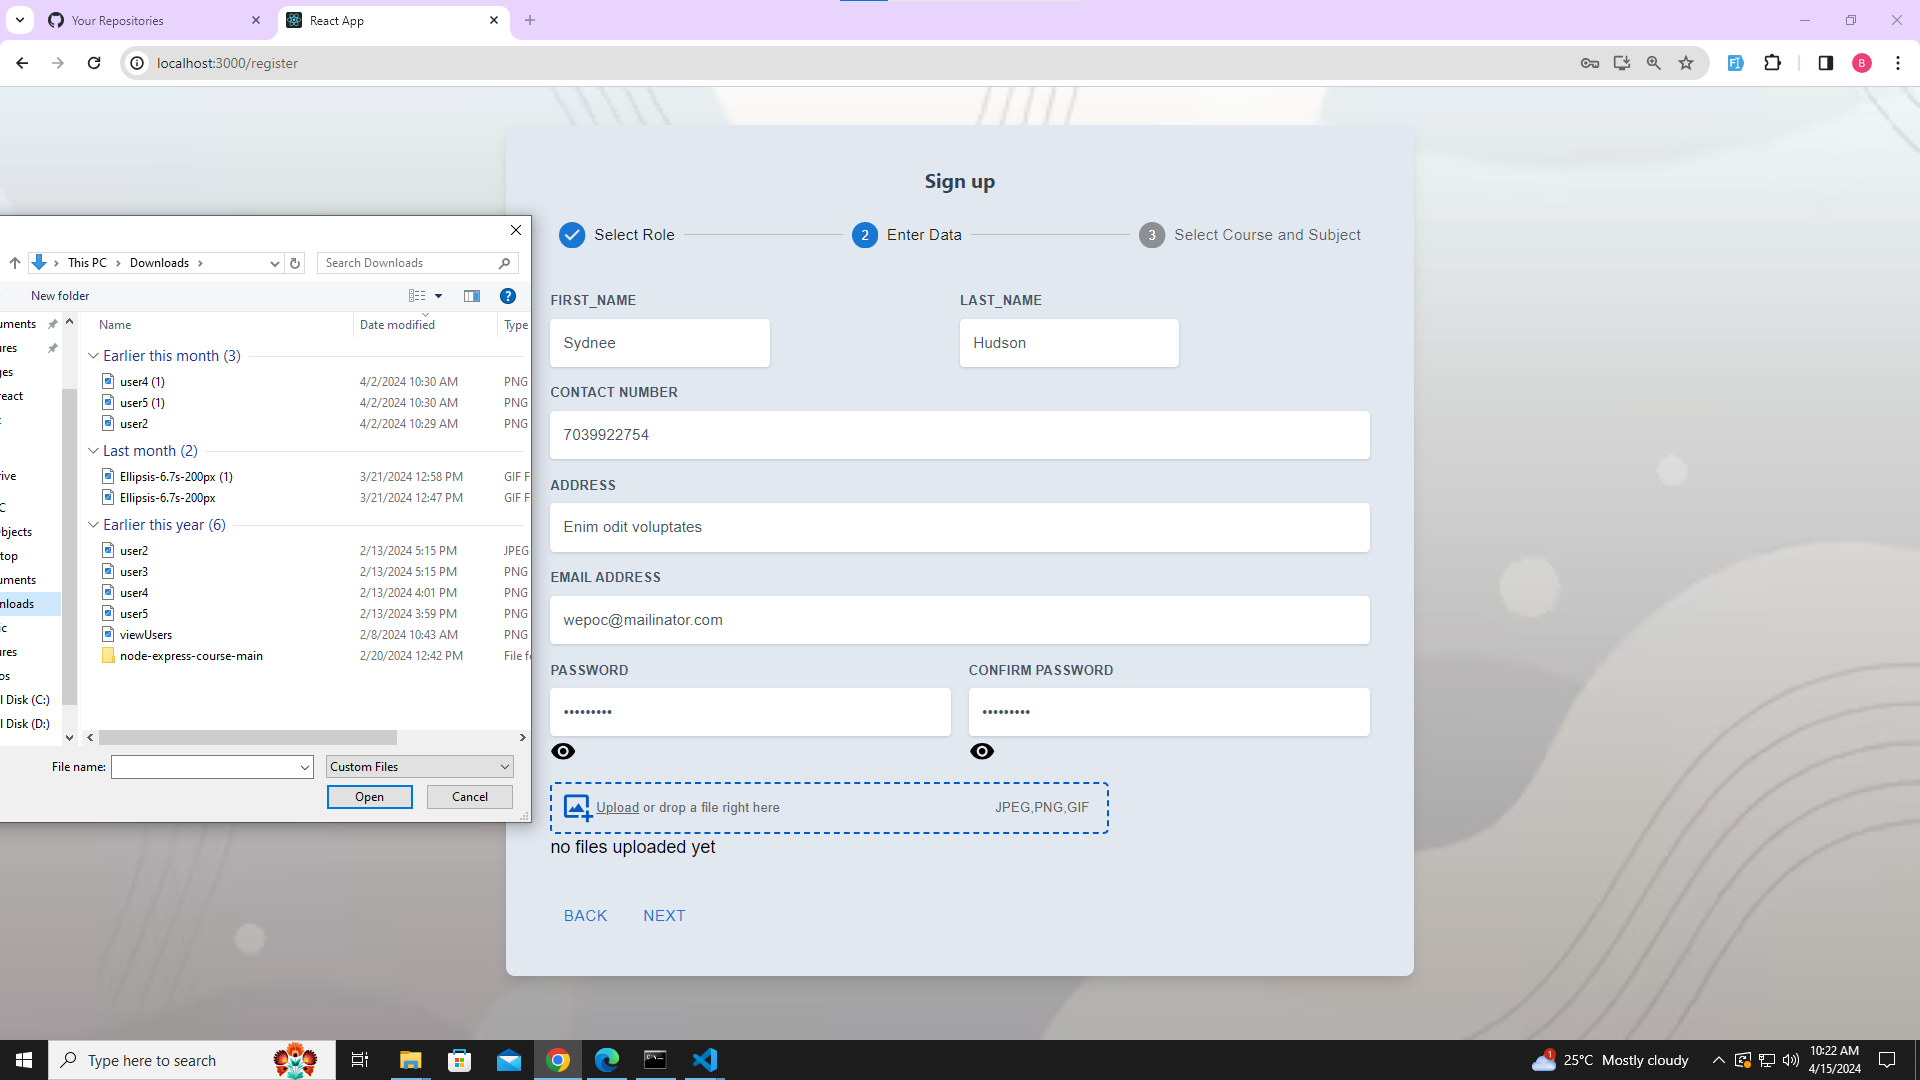 Your Repositories
React App
localhost:3000/register
B
Sign up
Select Role
2
Enter Data
3
Select Course and Subject
FIRST_NAME
LAST_NAME
Sydnee
Hudson
CONTACT NUMBER
7039922754
ADDRESS
Enim odit voluptates
EMAIL ADDRESS
wepoc@mailinator.com
PASSWORD
CONFIRM PASSWORD
•••••••••
•••••••••
Upload or drop a file right here
JPEG,PNG,GIF
no files uploaded yet
BACK
NEXT
This PC
Downloads
Search Downloads
New folder
Name
Date modified
Type
Earlier this month (3)
user4 (1) 4/2/2024 10:30 AM PNG
user5 (1) 4/2/2024 10:30 AM PNG
user2 4/2/2024 10:29 AM PNG
Last month (2)
Ellipsis-6.7s-200px (1) 3/21/2024 12:58 PM GIF F
Ellipsis-6.7s-200px 3/21/2024 12:47 PM GIF F
Earlier this year (6)
user2 2/13/2024 5:15 PM JPEG
user3 2/13/2024 5:15 PM PNG
user4 2/13/2024 4:01 PM PNG
user5 2/13/2024 3:59 PM PNG
viewUsers 2/8/2024 10:43 AM PNG
node-express-course-main 2/20/2024 12:42 PM File f
uments
ures
ges
react
rive
C
bjects
top
uments
nloads
ic
ures
os
l Disk (C:)
l Disk (D:)
File name:
Custom Files
Open
Cancel
Type here to search
1
25°C Mostly cloudy
10:22 AM
4/15/2024